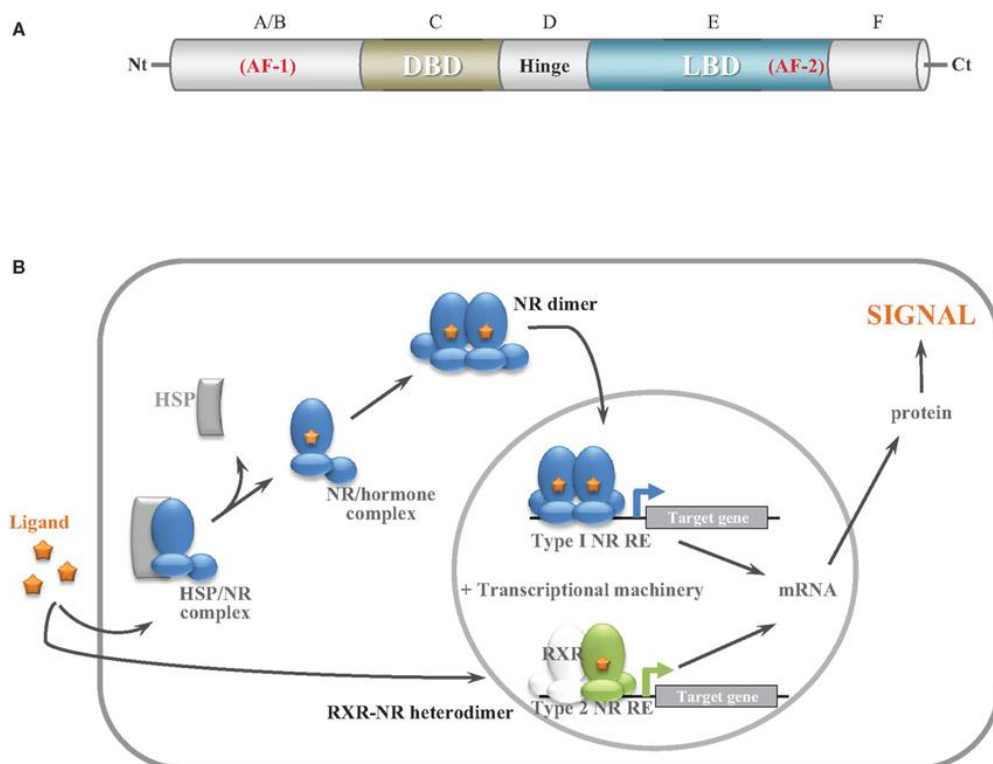 A
A/B C D E F
Nt (AF-1) DBD Hinge LBD (AF-2) Ct
B
NR dimer
SIGNAL
HSP
protein
NR/hormone
complex
Ligand
Target gene
Type I NR RE
HSP/NR
complex
+ Transcriptional machinery
mRNA
RXR
Target gene
RXR-NR heterodimer
Type 2 NR RE